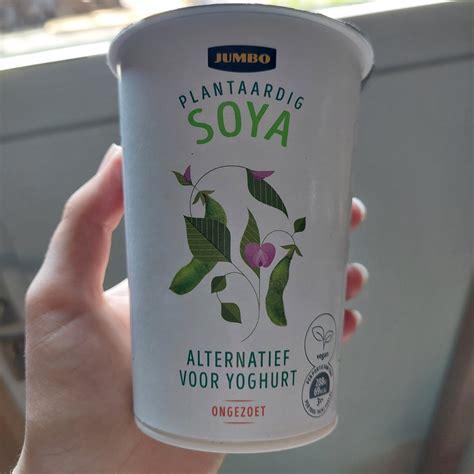 JUMBO
PLANTAARDIG
SOYA
ALTERNATIEF
VOOR YOGHURT
ONGEZOET
vegan